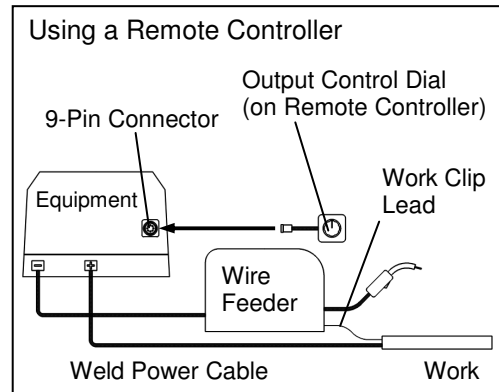 Using a Remote Controller
Output Control Dial
(on Remote Controller)
9-Pin Connector
Work Clip
Lead
Equipment
− +
Wire
Feeder
Weld Power Cable
Work